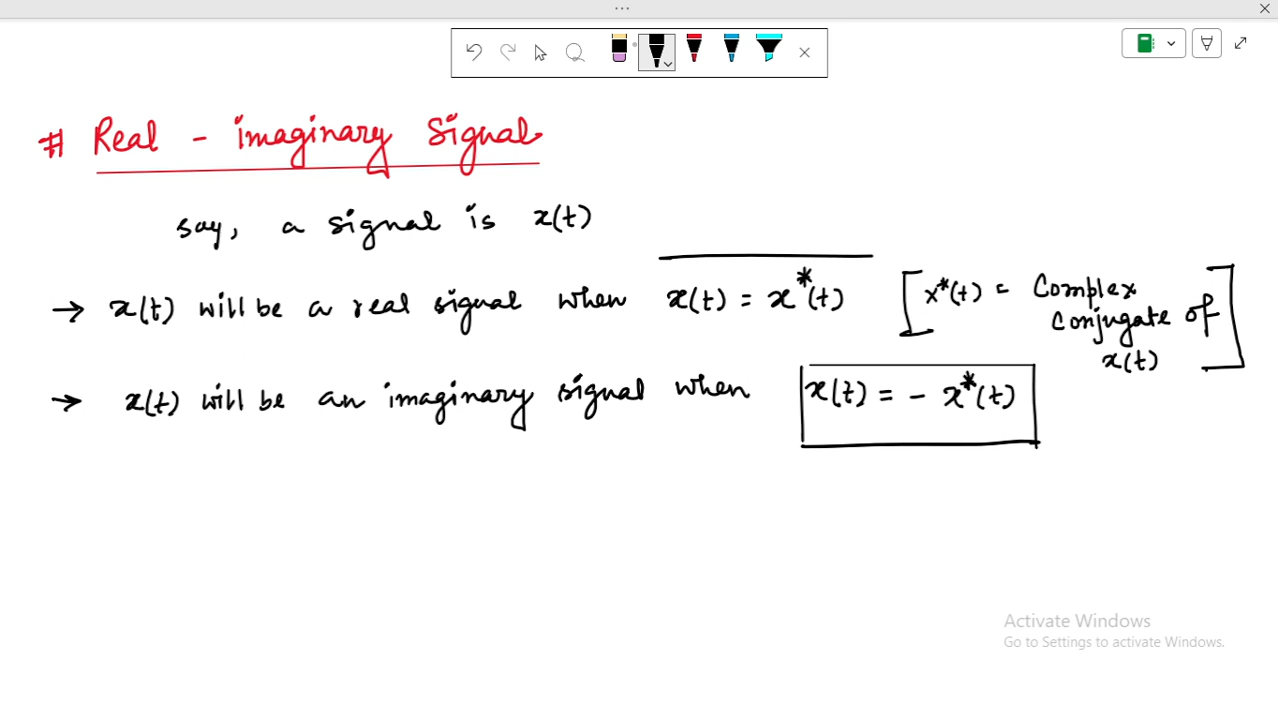 # Real - imaginary Signal
say, a signal is x(t)
→ x(t) will be a real signal when x(t) = x*(t) [x*(t) = Complex
Conjugate of
x(t)]
→ x(t) will be an imaginary signal when x(t) = - x*(t)
Activate Windows
Go to Settings to activate Windows.